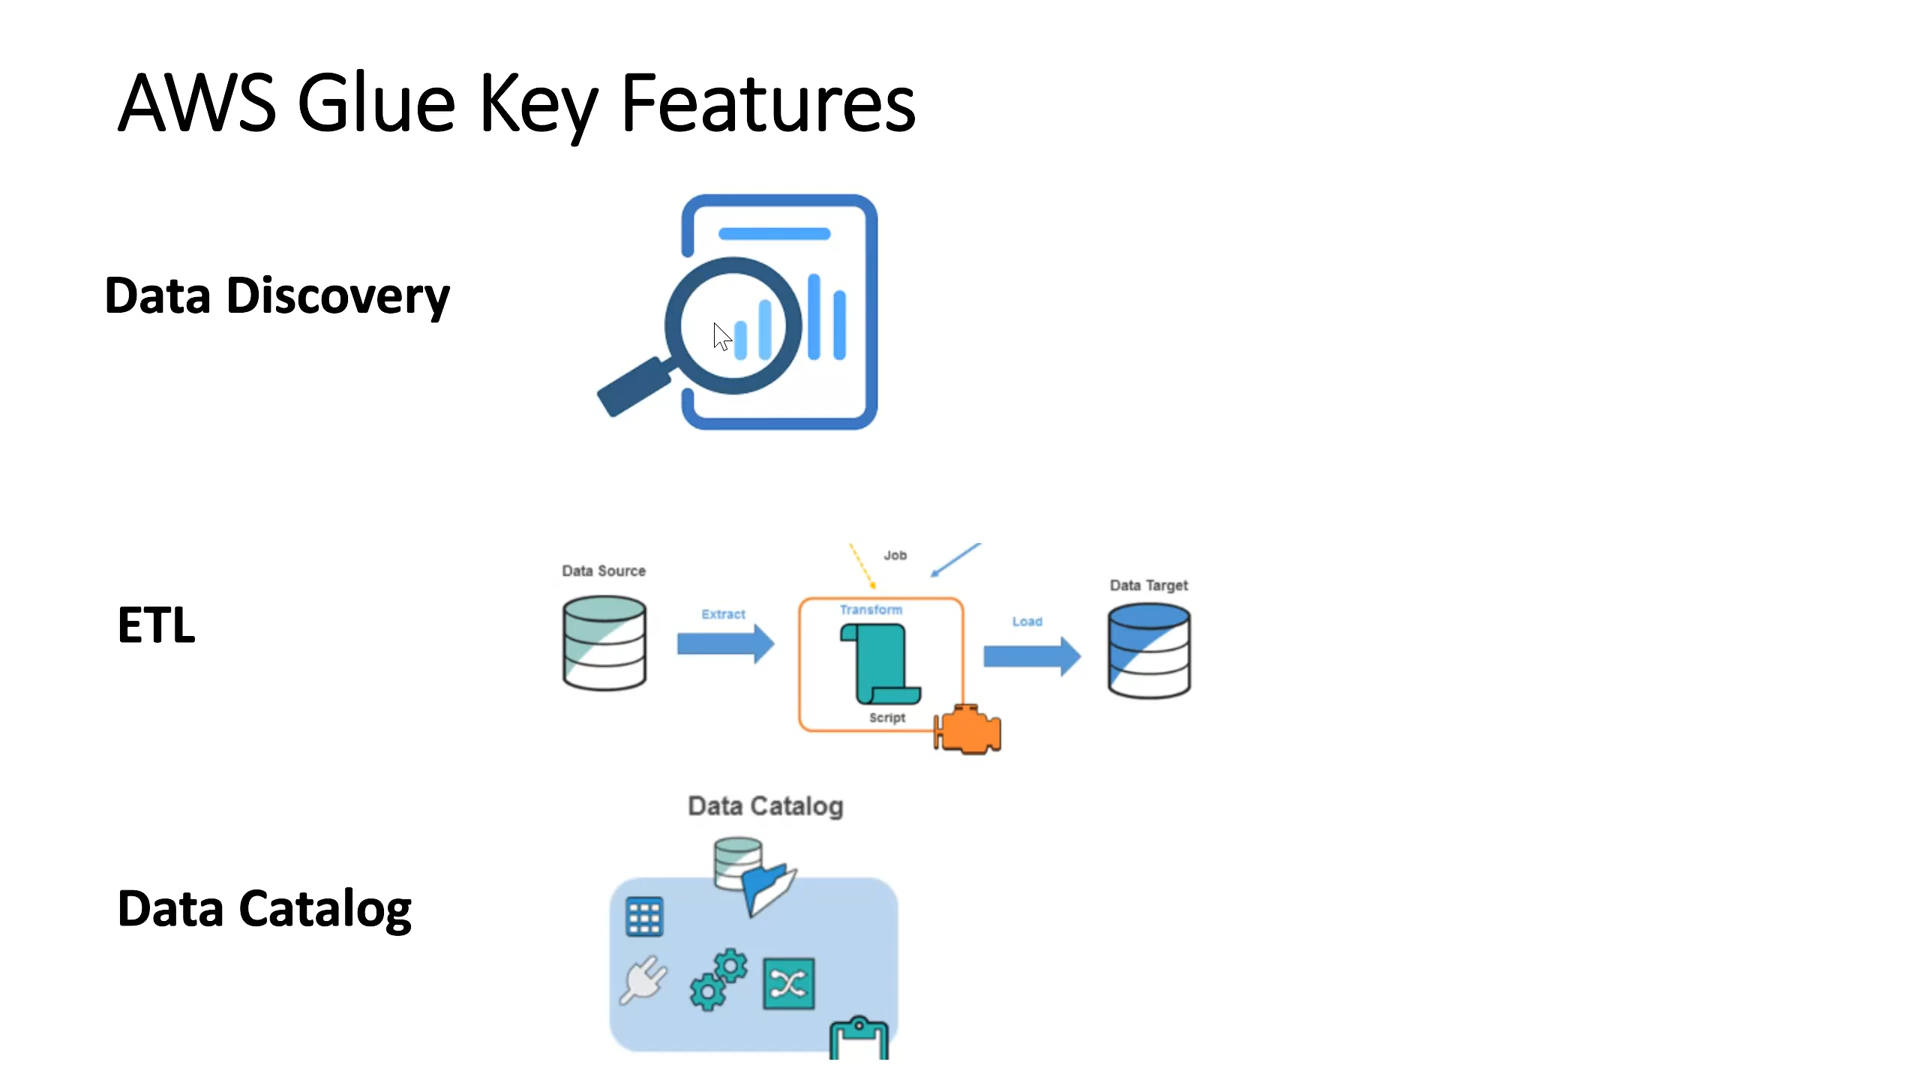 AWS Glue Key Features
Data Discovery
ETL
Data Source
Extract
Job
Transform
Script
Load
Data Target
Data Catalog
Data Catalog